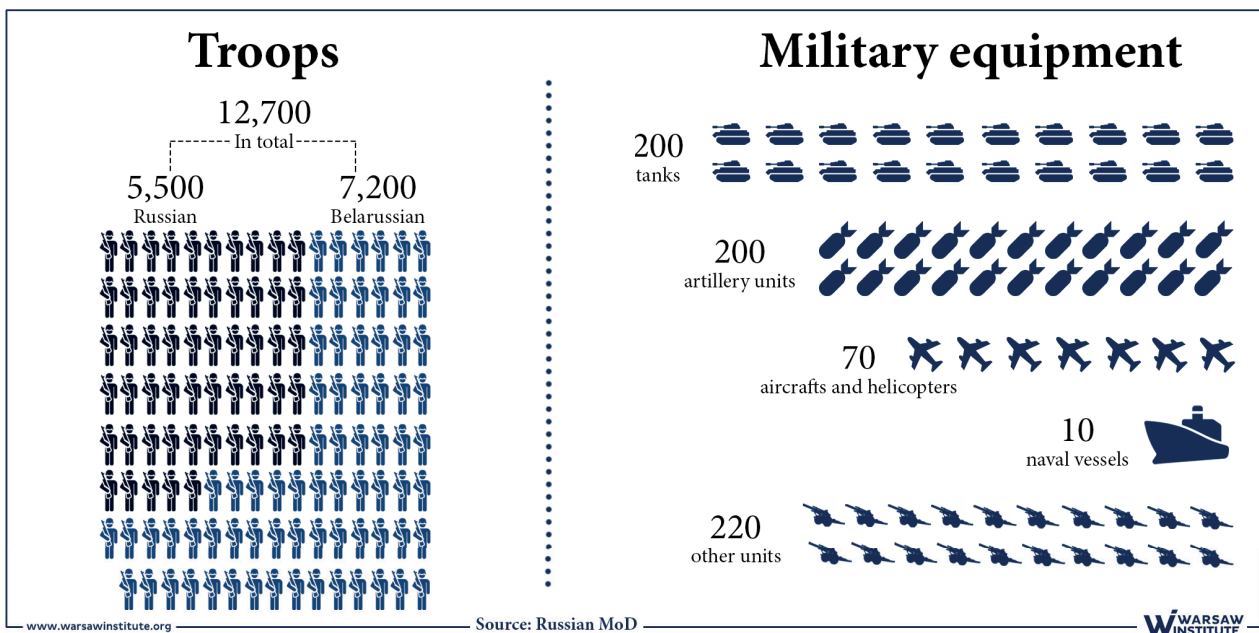 Troops
12,700
In total
5,500
Russian
7,200
Belarussian
Military equipment
200
tanks
200
artillery units
70
aircrafts and helicopters
10
naval vessels
220
other units
www.warsawinstitute.org
Source: Russian MoD
WARSAW
INSTITUTE